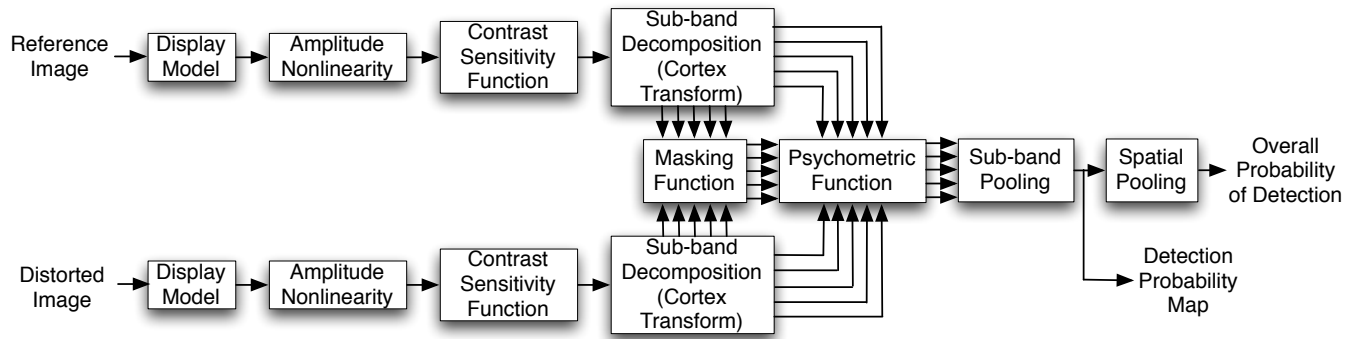 Reference
Image
Display
Model
Amplitude
Nonlinearity
Contrast
Sensitivity
Function
Sub-band
Decomposition
(Cortex
Transform)
Masking
Function
Psychometric
Function
Sub-band
Pooling
Spatial
Pooling
Overall
Probability
of Detection
Distorted
Image
Display
Model
Amplitude
Nonlinearity
Contrast
Sensitivity
Function
Sub-band
Decomposition
(Cortex
Transform)
Detection
Probability
Map